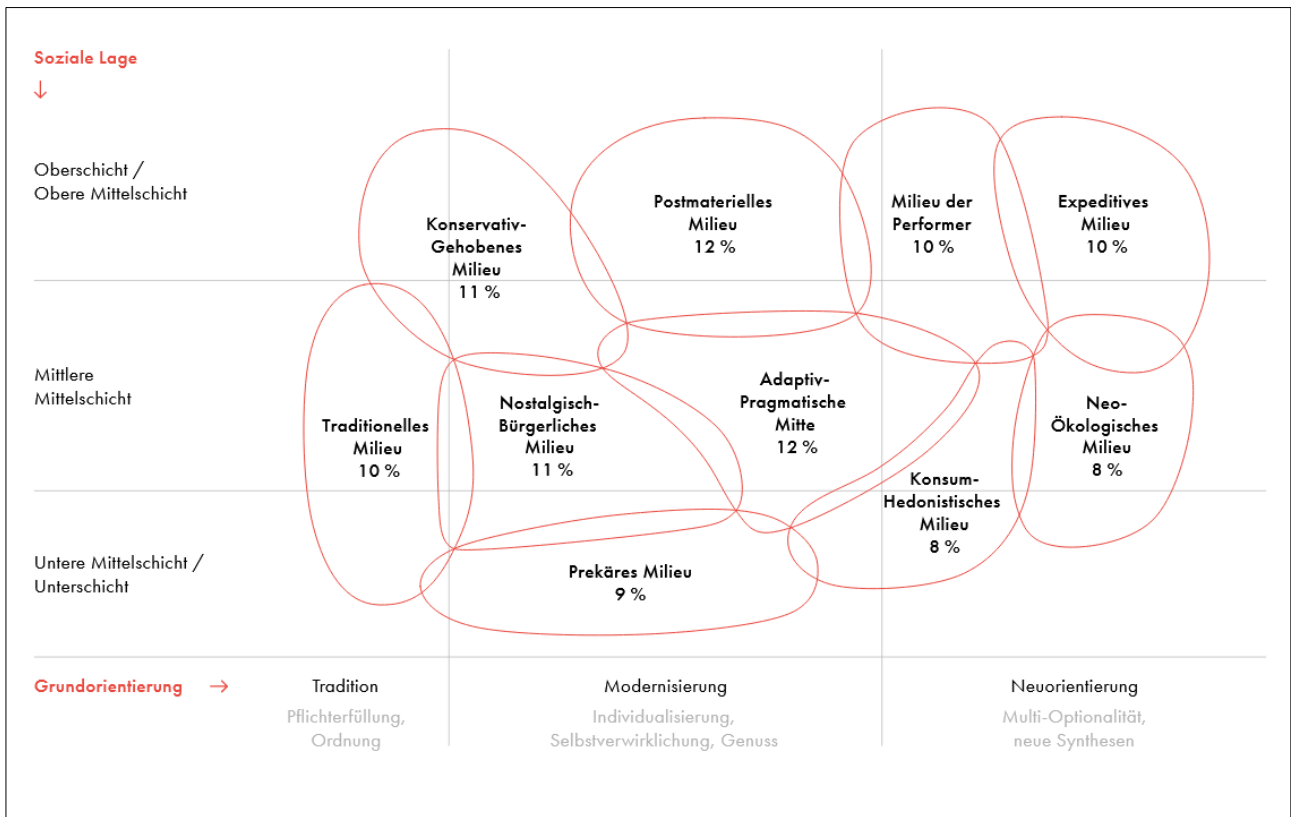 Soziale Lage
↓
Oberschicht /
Obere Mittelschicht
Mittlere
Mittelschicht
Untere Mittelschicht /
Unterschicht
Konservativ-
Gehobenes
Milieu
11 %
Postmaterielles
Milieu
12 %
Milieu der
Performer
10 %
Expeditives
Milieu
10 %
Traditionelles
Milieu
10 %
Nostalgisch-
Bürgerliches
Milieu
11 %
Adaptiv-
Pragmatische
Mitte
12 %
Konsum-
Hedonistisches
Milieu
8 %
Neo-
Ökologisches
Milieu
8 %
Prekäres Milieu
9 %
Grundorientierung →
Tradition
Pflichterfüllung,
Ordnung
Modernisierung
Individualisierung,
Selbstverwirklichung, Genuss
Neuorientierung
Multi-Optionalität,
neue Synthesen